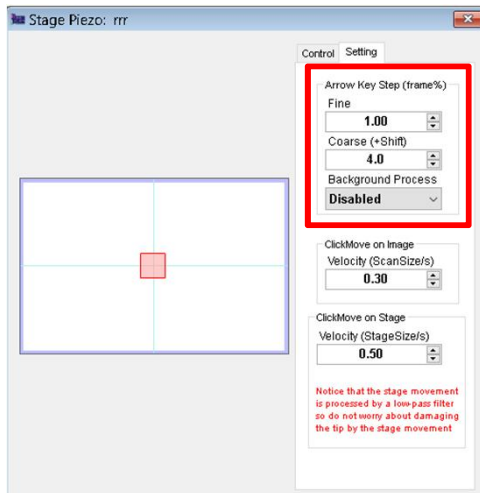 Stage Piezo: rrr
Control
Setting
Arrow Key Step (frame%)
Fine
1.00
Coarse (+Shift)
4.0
Background Process
Disabled
ClickMove on Image
Velocity (ScanSize/s)
0.30
ClickMove on Stage
Velocity (StageSize/s)
0.50
Notice that the stage movement
is processed by a low-pass filter
so do not worry about damaging
the tip by the stage movement